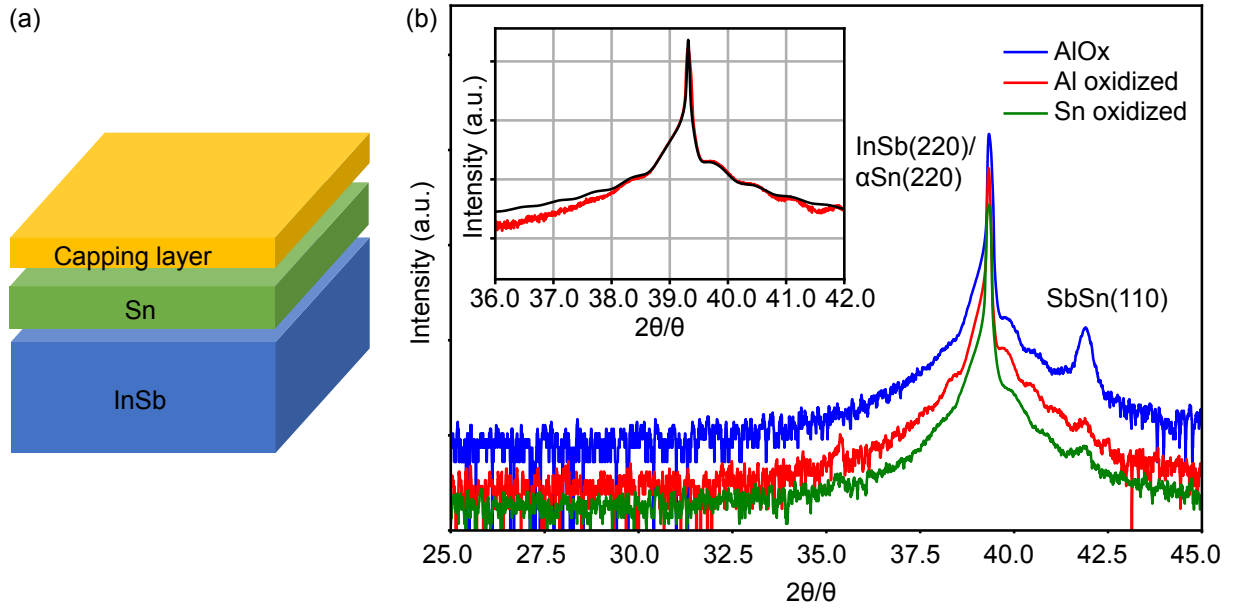 (a)
Capping layer
Sn
InSb
(b)
Intensity (a.u.)
Intensity (a.u.)
36.0 37.0 38.0 39.0 40.0 41.0 42.0
2θ/θ
AlOx
Al oxidized
Sn oxidized
InSb(220)/
αSn(220)
SbSn(110)
25.0 27.5 30.0 32.5 35.0 37.5 40.0 42.5 45.0
2θ/θ